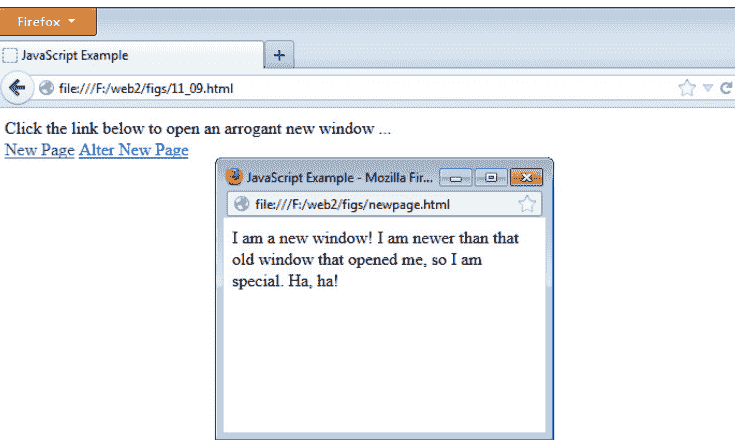 Firefox
JavaScript Example
file:///F:/web2/figs/11_09.html
Click the link below to open an arrogant new window ...
New Page Alter New Page
JavaScript Example - Mozilla Fir...
file:///F:/web2/figs/newpage.html
I am a new window! I am newer than that
old window that opened me, so I am
special. Ha, ha!